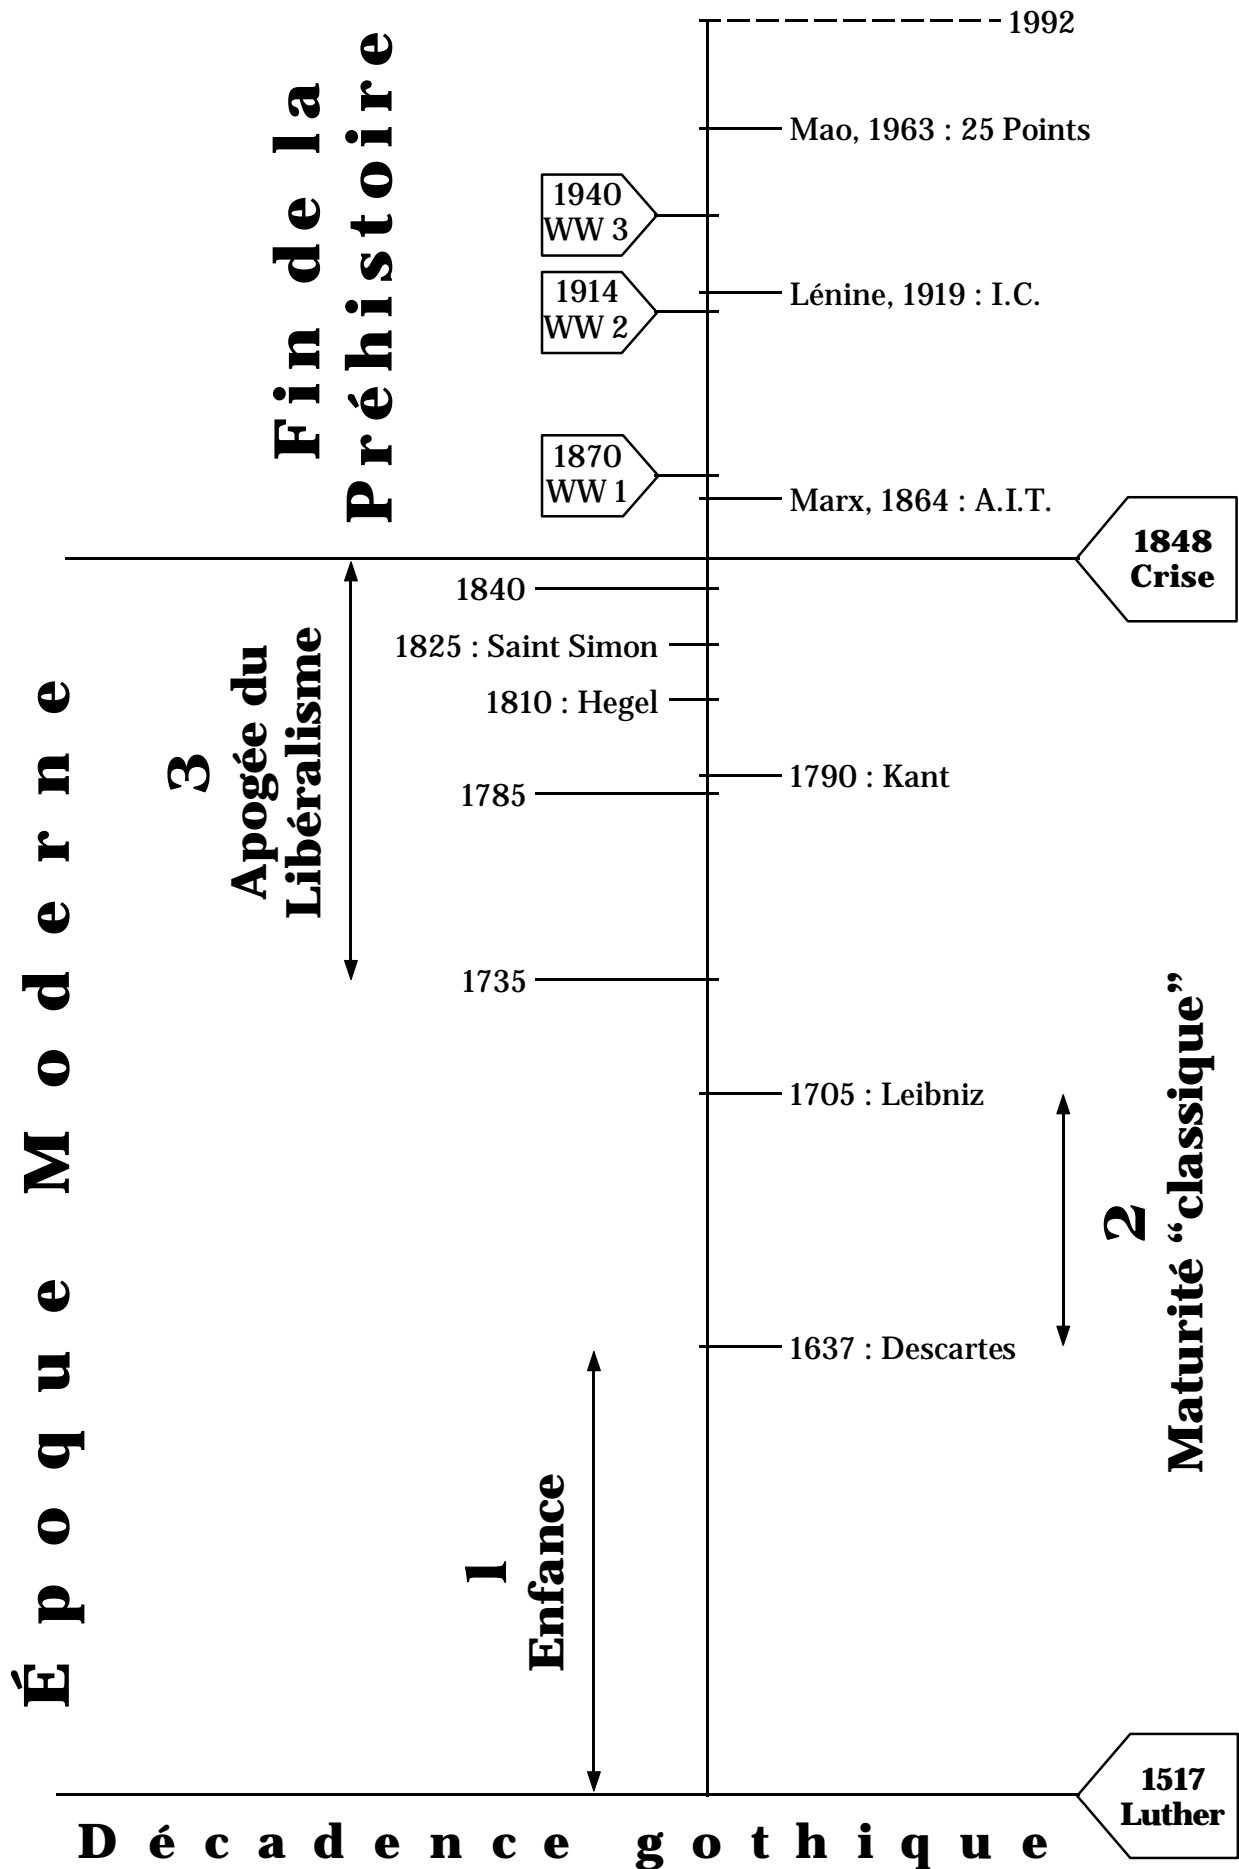 1992
Fin de la
Préhistoire
Mao, 1963 : 25 Points
1940
WW 3
Lénine, 1919 : I.C.
1914
WW 2
1870
WW 1
Marx, 1864 : A.I.T.
1848
Crise
1840
1825 : Saint Simon
1810 : Hegel
3
Apogée du
Libéralisme
1790 : Kant
1785
1735
Époque Moderne
1705 : Leibniz
2
Maturité “classique”
1637 : Descartes
1
Enfance
1517
Luther
Décadence gothique